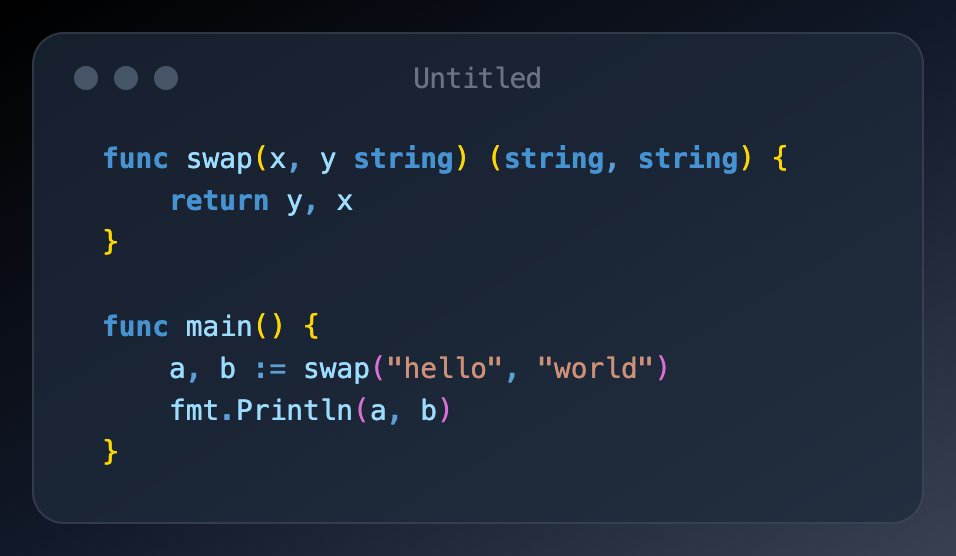 Untitled
func swap(x, y string) (string, string) {
    return y, x
}

func main() {
    a, b := swap("hello", "world")
    fmt.Println(a, b)
}